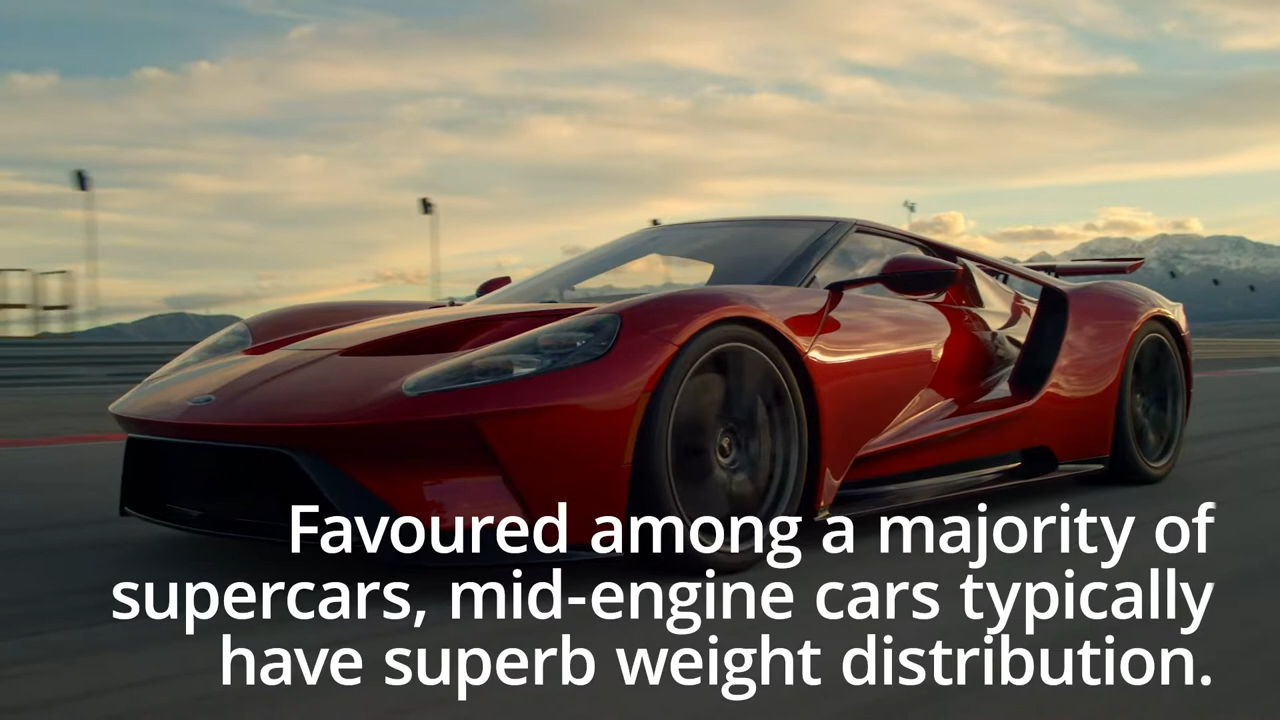 Favoured among a majority of
supercars, mid-engine cars typically
have superb weight distribution.